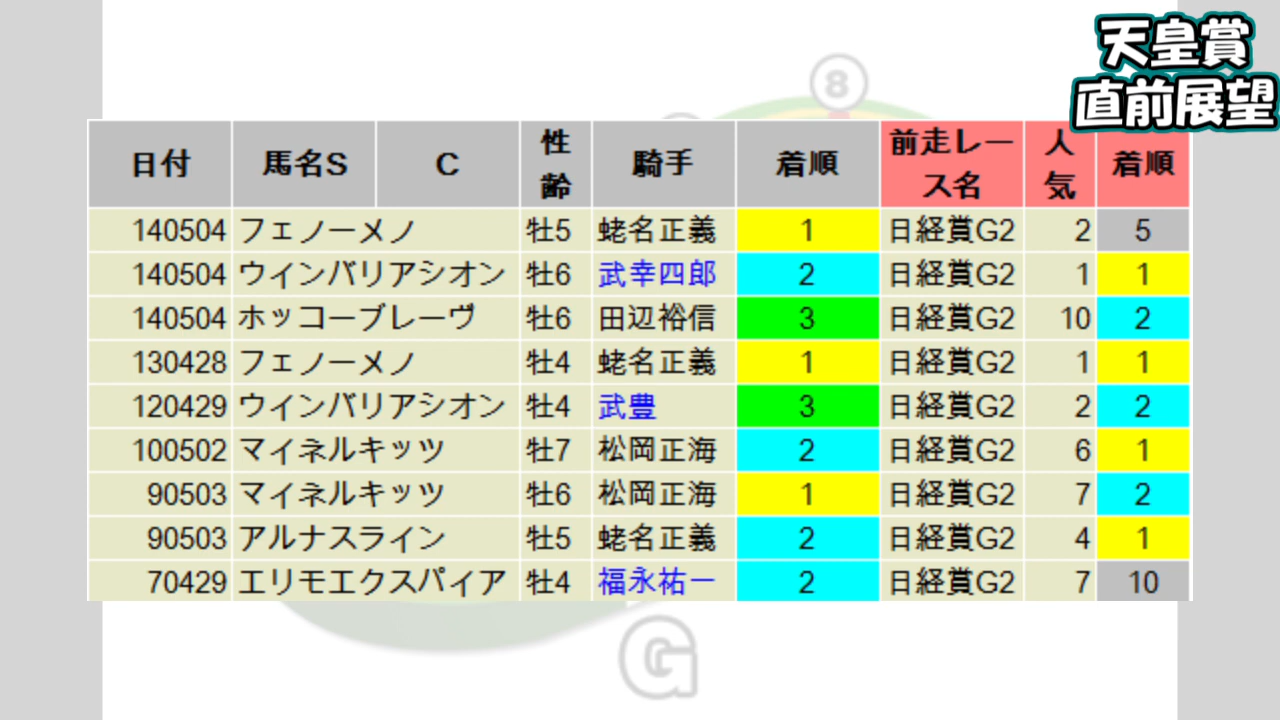 天皇賞
直前展望
8
日付 馬名S C 性齢 騎手 着順 前走レース名 人気 着順
140504 フェノーメノ 牡5 蛯名正義 1 日経賞G2 2 5
140504 ウインバリアシオン 牡6 武幸四郎 2 日経賞G2 1 1
140504 ホッコーブレーヴ 牡6 田辺裕信 3 日経賞G2 10 2
130428 フェノーメノ 牡4 蛯名正義 1 日経賞G2 1 1
120429 ウインバリアシオン 牡4 武豊 3 日経賞G2 2 2
100502 マイネルキッツ 牡7 松岡正海 2 日経賞G2 6 1
90503 マイネルキッツ 牡6 松岡正海 1 日経賞G2 7 2
90503 アルナスライン 牡5 蛯名正義 2 日経賞G2 4 1
70429 エリモエクスパイア 牡4 福永祐一 2 日経賞G2 7 10
G